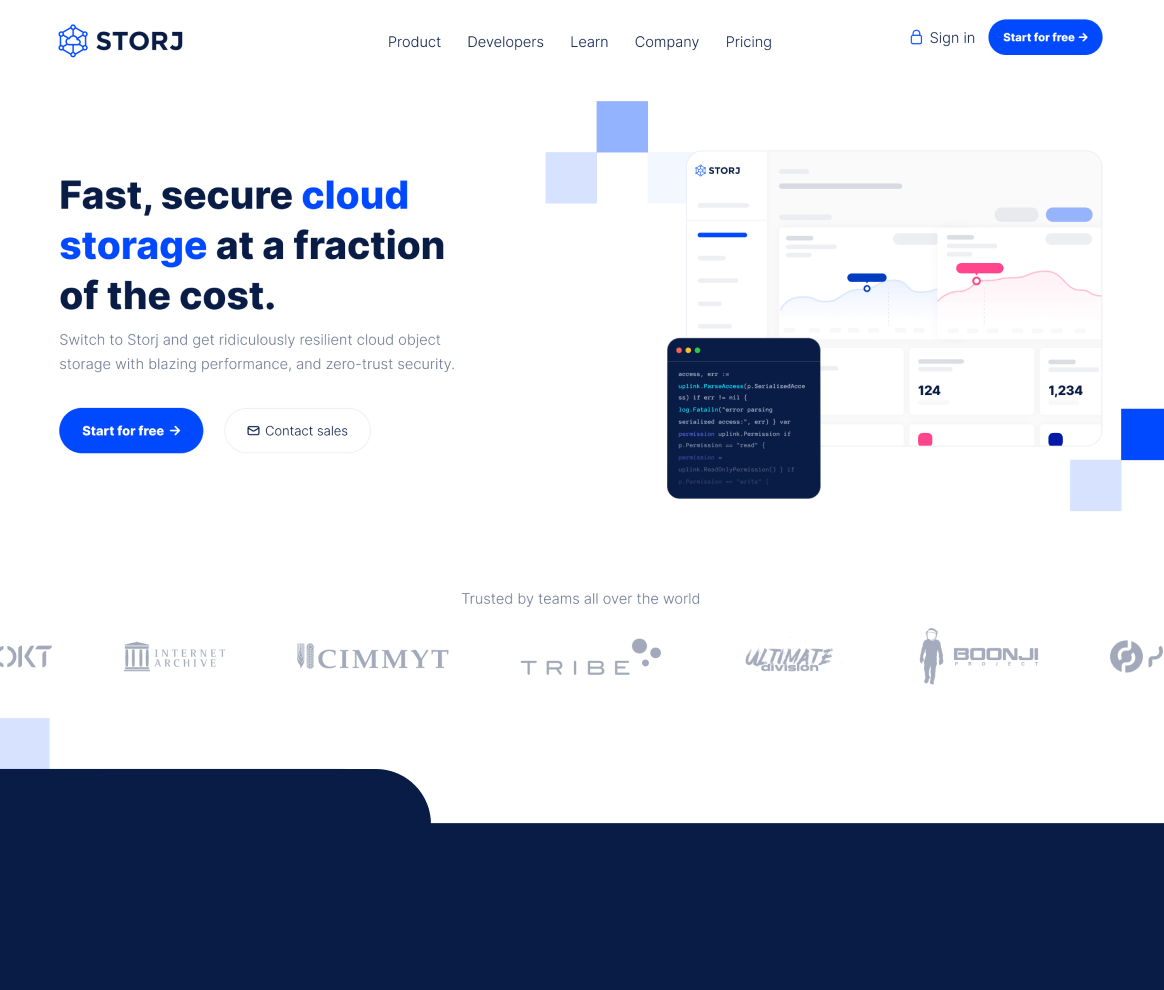 STORJ
Product Developers Learn Company Pricing
Sign in
Start for free →
Fast, secure cloud
storage at a fraction
of the cost.
Switch to Storj and get ridiculously resilient cloud object
storage with blazing performance, and zero-trust security.
Start for free →
Contact sales
STORJ
124
1,234
access, err :=
uplink.ParseAccess(p.SerializedAcce
ss) if err != nil {
log.Fatalln("error parsing
serialized access:", err) } var
permission uplink.Permission if
p.Permission == "read" {
permission =
uplink.ReadOnlyPermission() } if
p.Permission == "write" {
Trusted by teams all over the world
INTERNET
ARCHIVE
CIMMYT
TRIBE
ULTIMATE
division
BOONJI
PROJECT